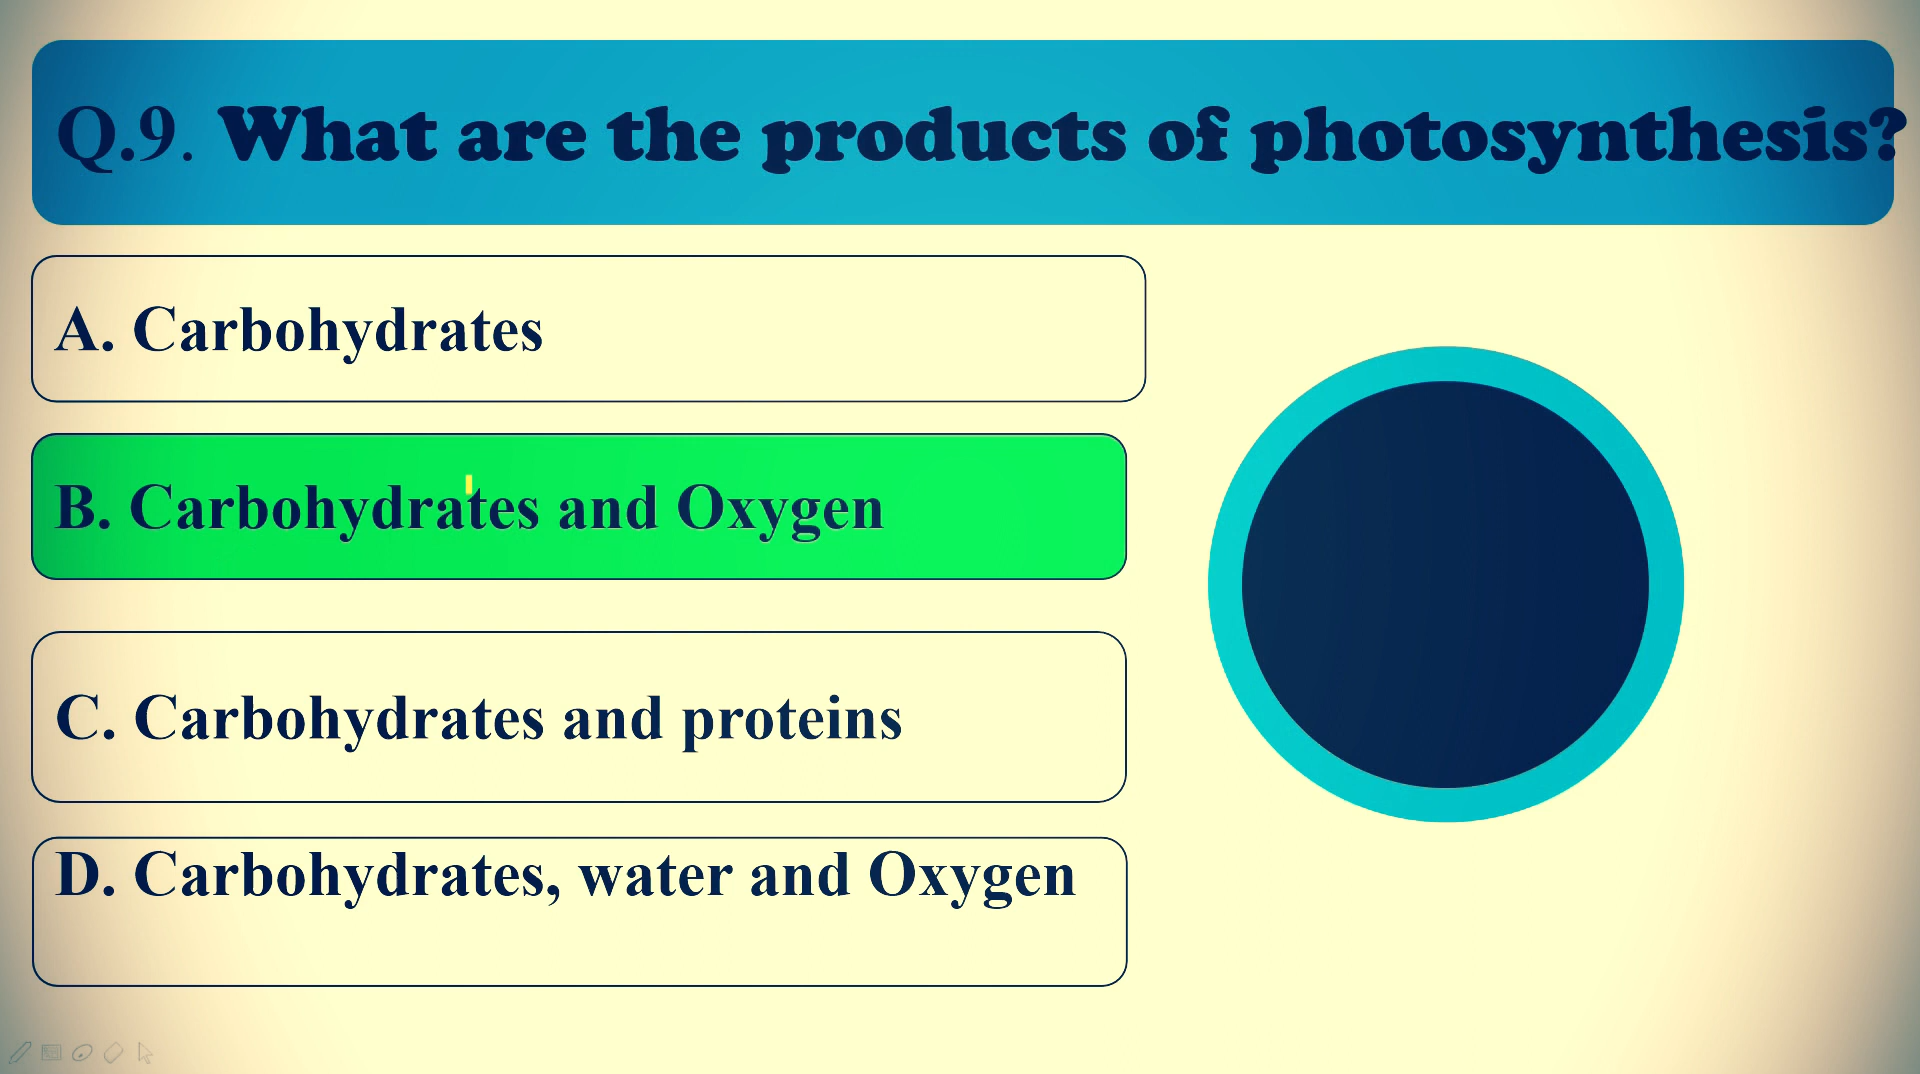 Q.9. What are the products of photosynthesis?
A. Carbohydrates
B. Carbohydrates and Oxygen
C. Carbohydrates and proteins
D. Carbohydrates, water and Oxygen